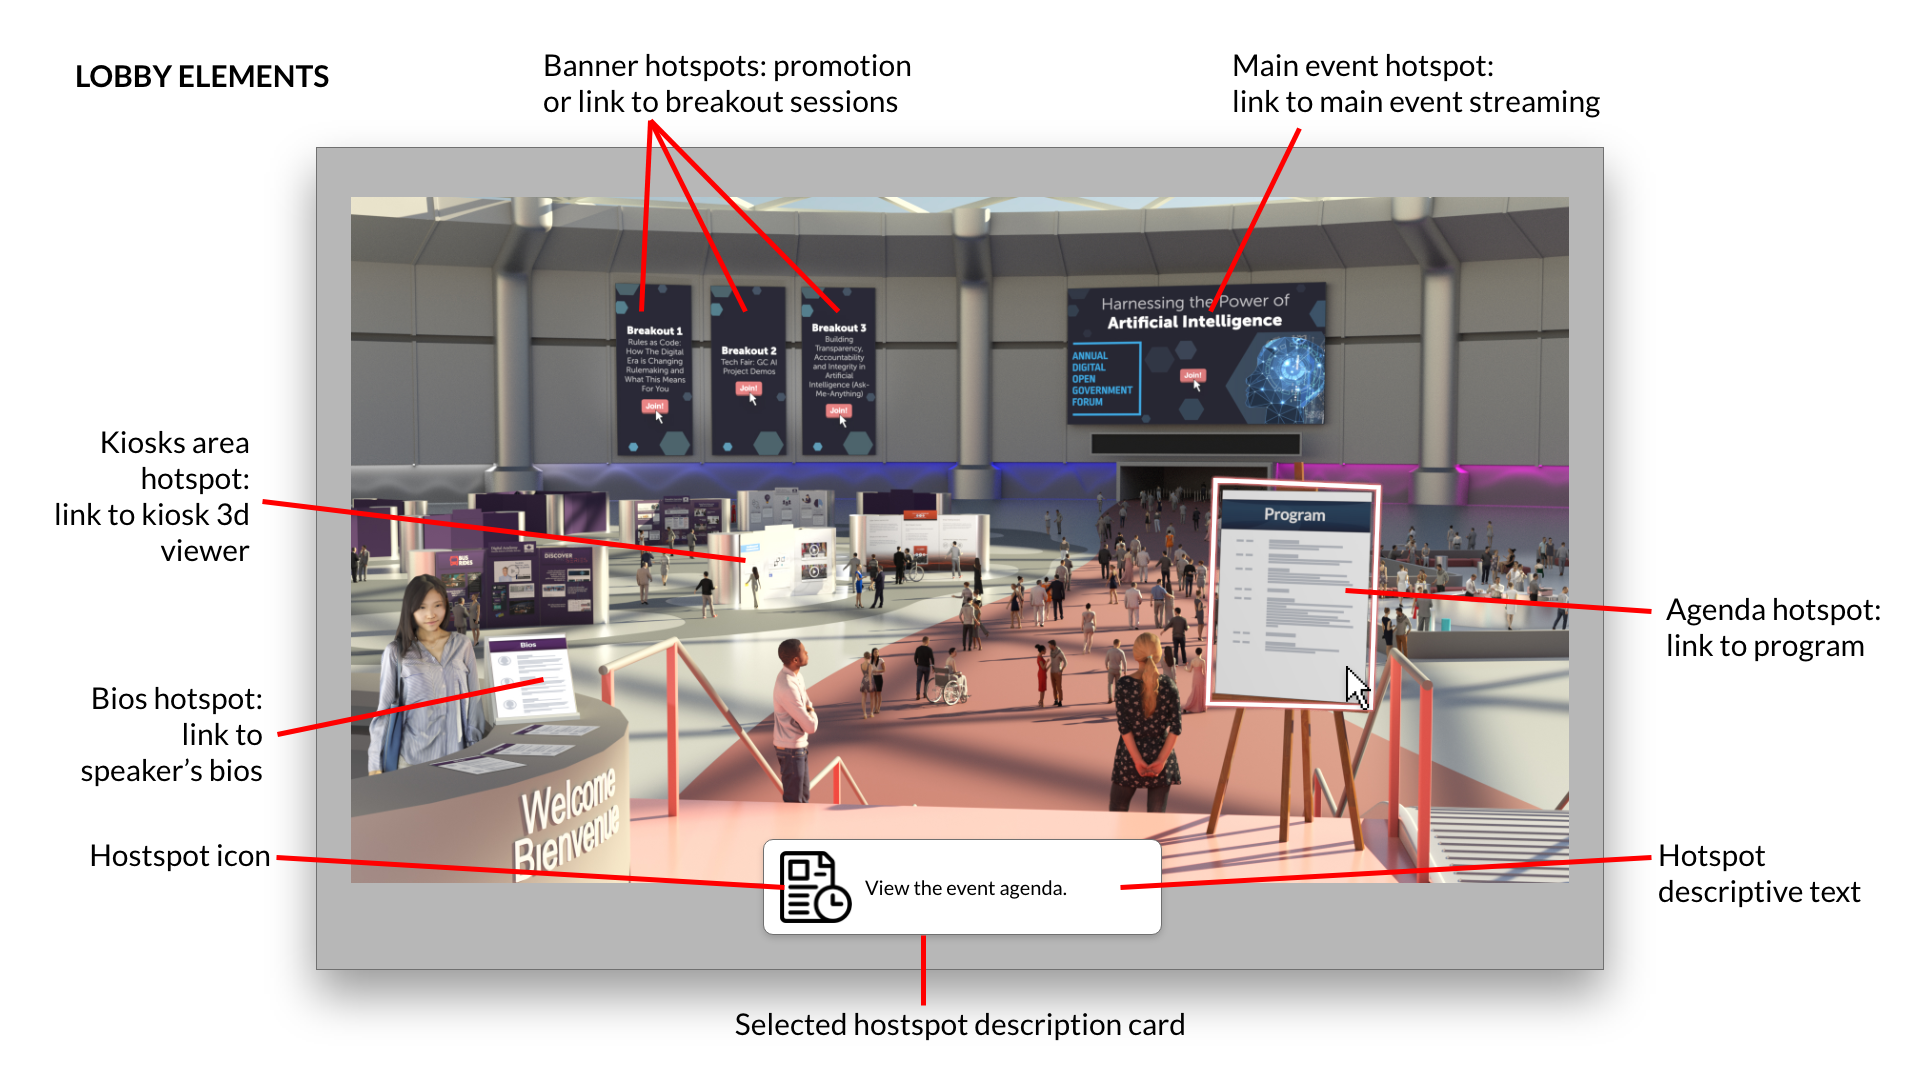 LOBBY ELEMENTS
Banner hotspots: promotion
or link to breakout sessions
Main event hotspot:
link to main event streaming
Breakout 1
Rules as Code:
How The Digital
Era is Changing
Rulemaking and
What This Means
For You
Join!
Breakout 2
Tech Fair: GC AI
Project Demos
Join!
Breakout 3
Building
Transparency,
Accountability
and Integrity in
Artificial
Intelligence (Ask-
Me-Anything)
Join!
Harnessing the Power of
Artificial Intelligence
ANNUAL
DIGITAL
OPEN
GOVERNMENT
FORUM
Join!
Kiosks area
hotspot:
link to kiosk 3d
viewer
DISCOVER
Program
Agenda hotspot:
link to program
Bios
Bios hotspot:
link to
speaker’s bios
Welcome
Bienvenue
Hostspot icon
View the event agenda.
Hotspot
descriptive text
Selected hostspot description card